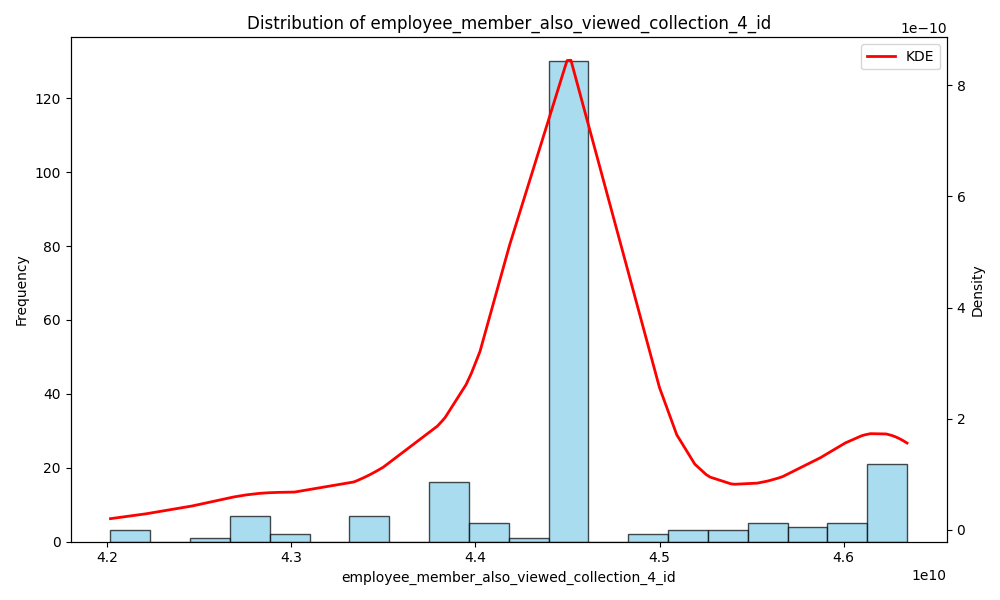 Distribution of employee_member_also_viewed_collection_4_id
1e−10
KDE
120
100
80
60
40
20
0
Frequency
8
6
4
2
0
Density
4.2
4.3
4.4
4.5
4.6
1e10
employee_member_also_viewed_collection_4_id